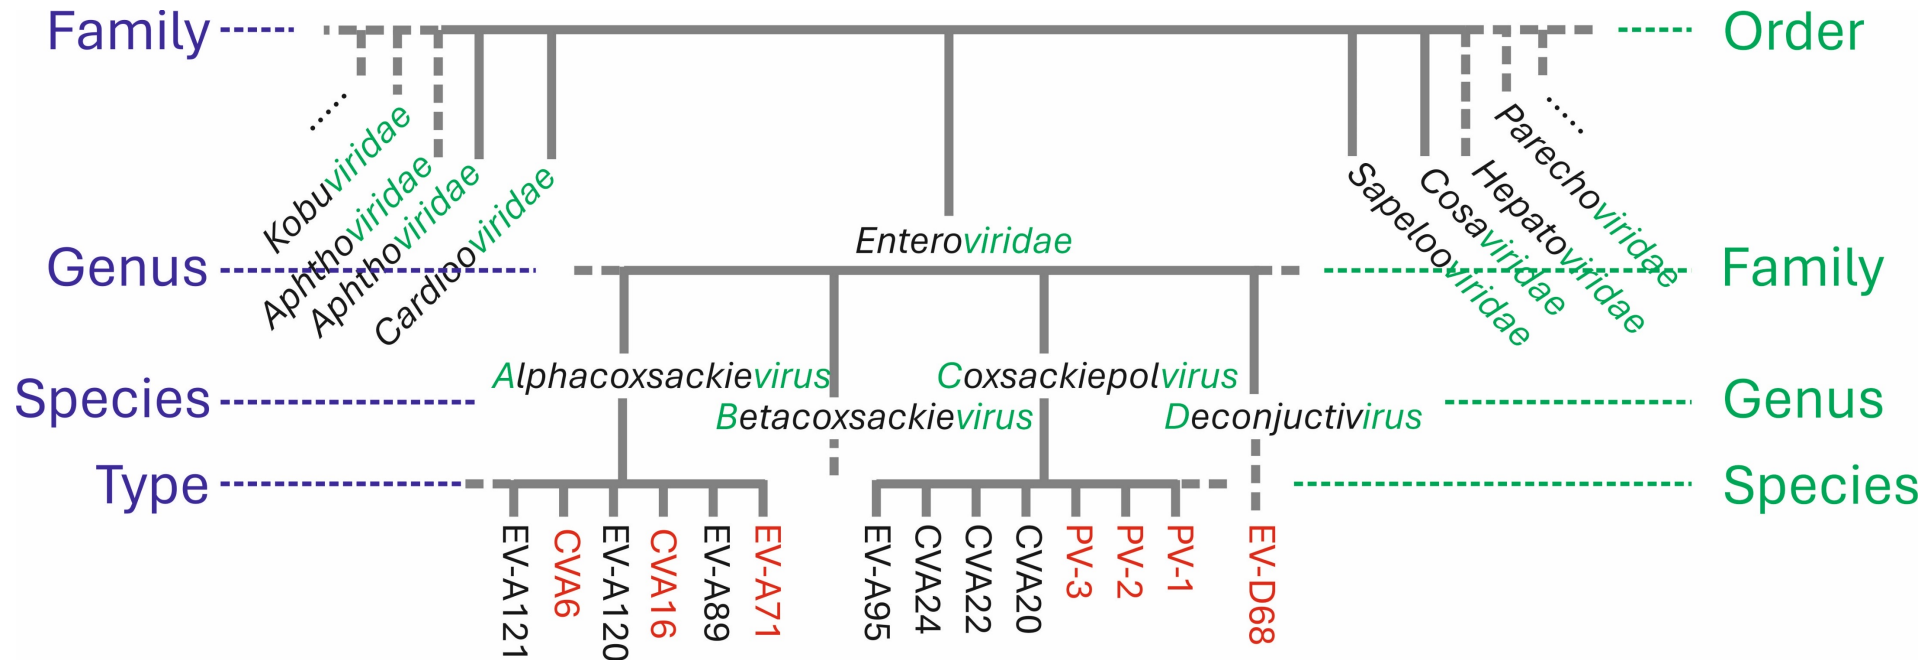 Family
Order
.....
Kobuviridae
Aphthoviridae
Aphthoviridae
Cardiooviridae
Enteroviridae
Sapelooviridae
Cosaviridae
Hepatoviridae
Parechoviridae
.....
Genus
Family
Alphacoxsackievirus
Coxsackiepolvirus
Species
Genus
Betacoxsackievirus
Deconjuctivirus
Type
Species
EV-A121
CVA6
EV-A120
CVA16
EV-A89
EV-A71
EV-A95
CVA24
CVA22
CVA20
PV-3
PV-2
PV-1
EV-D68